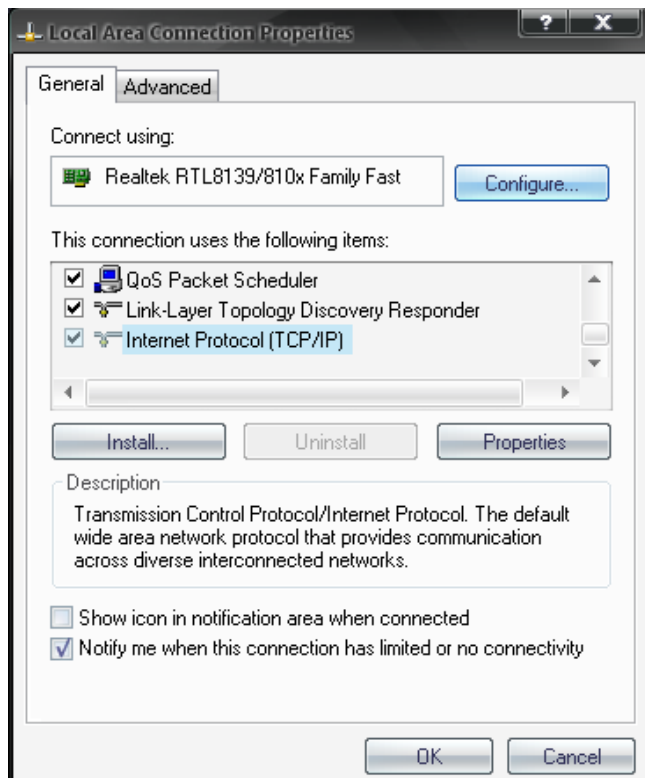 Local Area Connection Properties
General Advanced
Connect using:
Realtek RTL8139/810x Family Fast Configure...
This connection uses the following items:
QoS Packet Scheduler
Link-Layer Topology Discovery Responder
Internet Protocol (TCP/IP)
Install... Uninstall Properties
Description
Transmission Control Protocol/Internet Protocol. The default
wide area network protocol that provides communication
across diverse interconnected networks.
Show icon in notification area when connected
Notify me when this connection has limited or no connectivity
OK Cancel